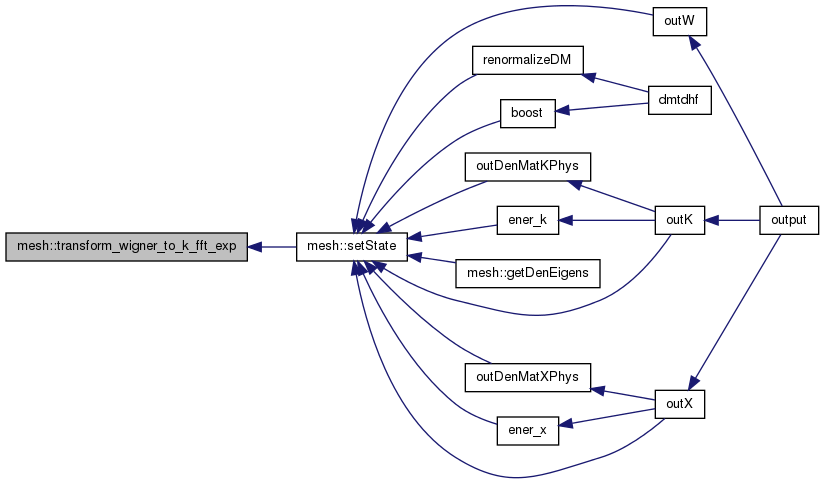 outW
renormalizeDM
dmtdhf
boost
outDenMatKPhys
ener_k
outK
output
mesh::transform_wigner_to_k_fft_exp
mesh::setState
mesh::getDenEigens
outDenMatXPhys
outX
ener_x